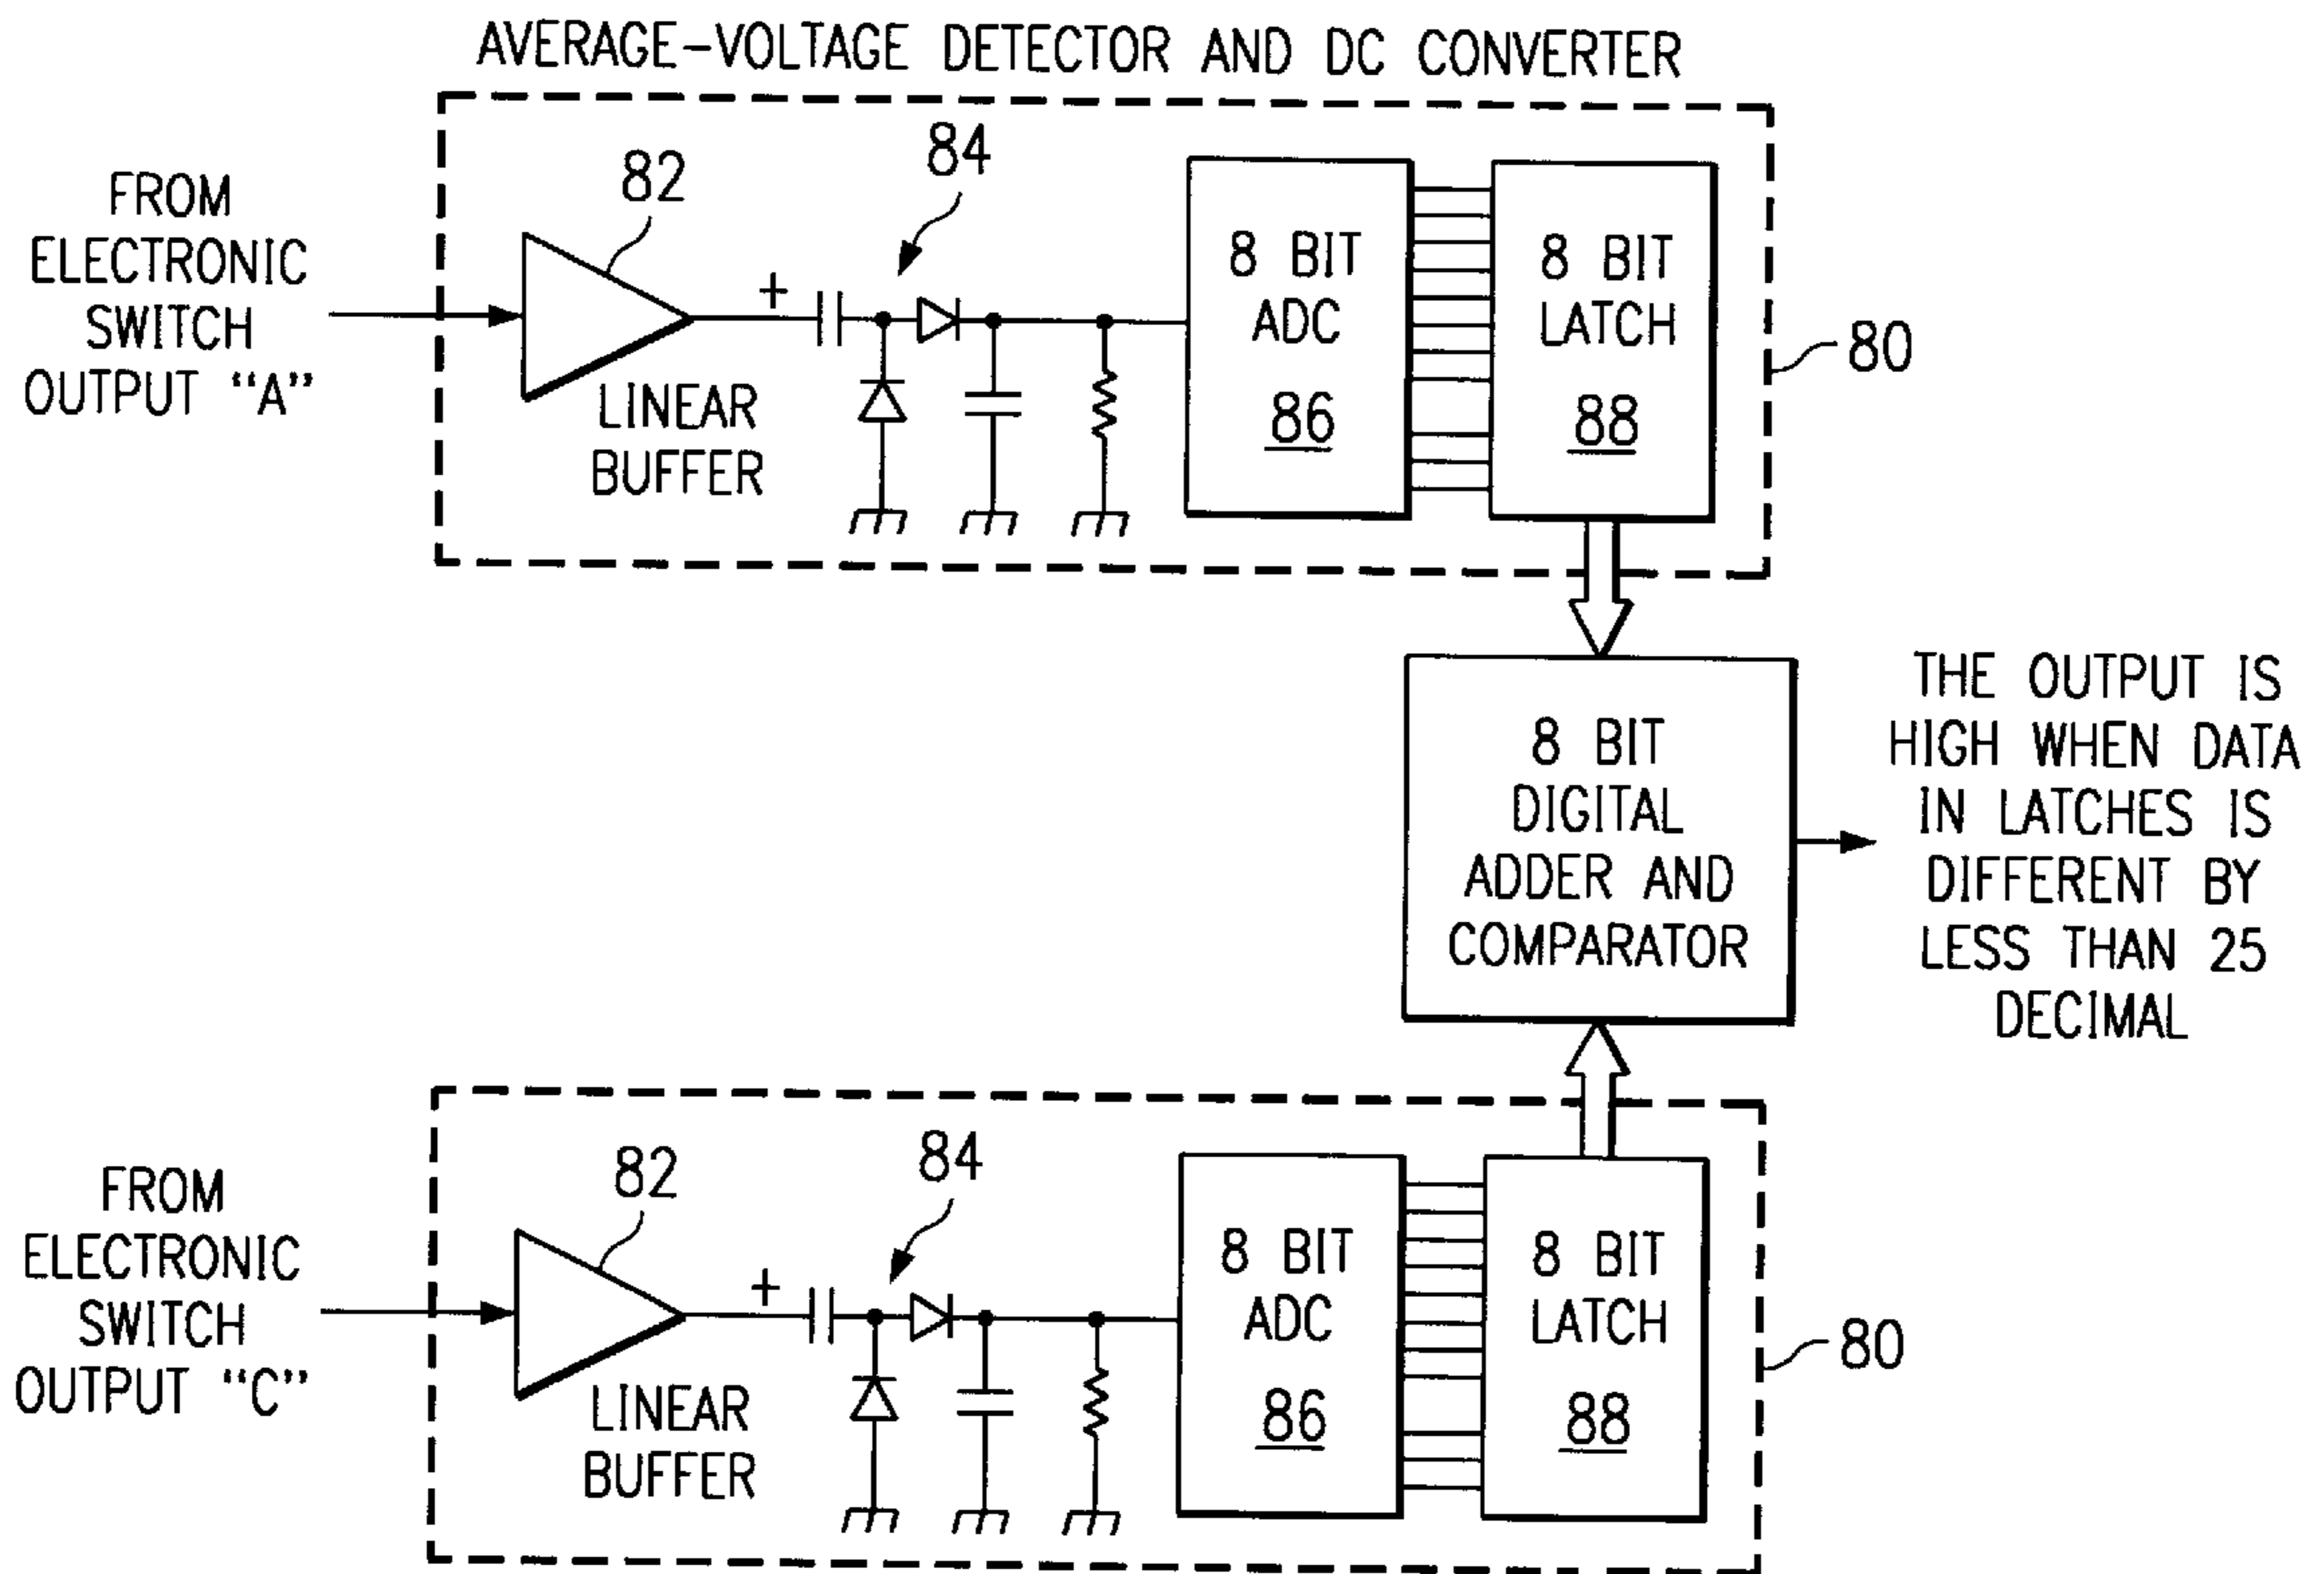 AVERAGE-VOLTAGE DETECTOR AND DC CONVERTER
FROM
ELECTRONIC
SWITCH
OUTPUT "A"
82
84
+
LINEAR
BUFFER
8 BIT
ADC
86
8 BIT
LATCH
88
80
8 BIT
DIGITAL
ADDER AND
COMPARATOR
THE OUTPUT IS
HIGH WHEN DATA
IN LATCHES IS
DIFFERENT BY
LESS THAN 25
DECIMAL
FROM
ELECTRONIC
SWITCH
OUTPUT "C"
82
84
+
LINEAR
BUFFER
8 BIT
ADC
86
8 BIT
LATCH
88
80